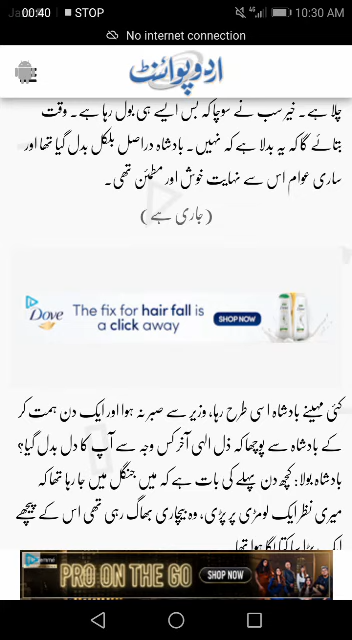 00:40 STOP 4G 10:30 AM
No internet connection
اردو پوائنٹ
چلا ہے۔ خیر سب نے سوچا کہ بس ایسے ہی بول رہا ہے۔ وقت
بتائے گا کہ یہ بدلا ہے کہ نہیں۔ بادشاہ دراصل بلکل بدل گیا تھا اور
ساری عوام اس سے نہایت خوش اور مطمئن تھی۔
(جاری ہے)
Dove
The fix for hair fall is
a click away
SHOP NOW
کئی مہینے بادشاہ اسی طرح رہا، وزیر سے صبر نہ ہوا اور ایک دن ہمت کر
کے بادشاہ سے پوچھا کہ ذل الٰہی آخر کس وجہ سے آپ کا دل بدل گیا؟
بادشاہ بولا: کچھ دن پہلے کی بات ہے کہ میں جنگل میں جا رہا تھا کہ
میری نظر ایک لومڑی پر پڑی، وہ بیچاری بھاگ رہی تھی اس کے پیچھے
PRO ON THE GO
SHOP NOW